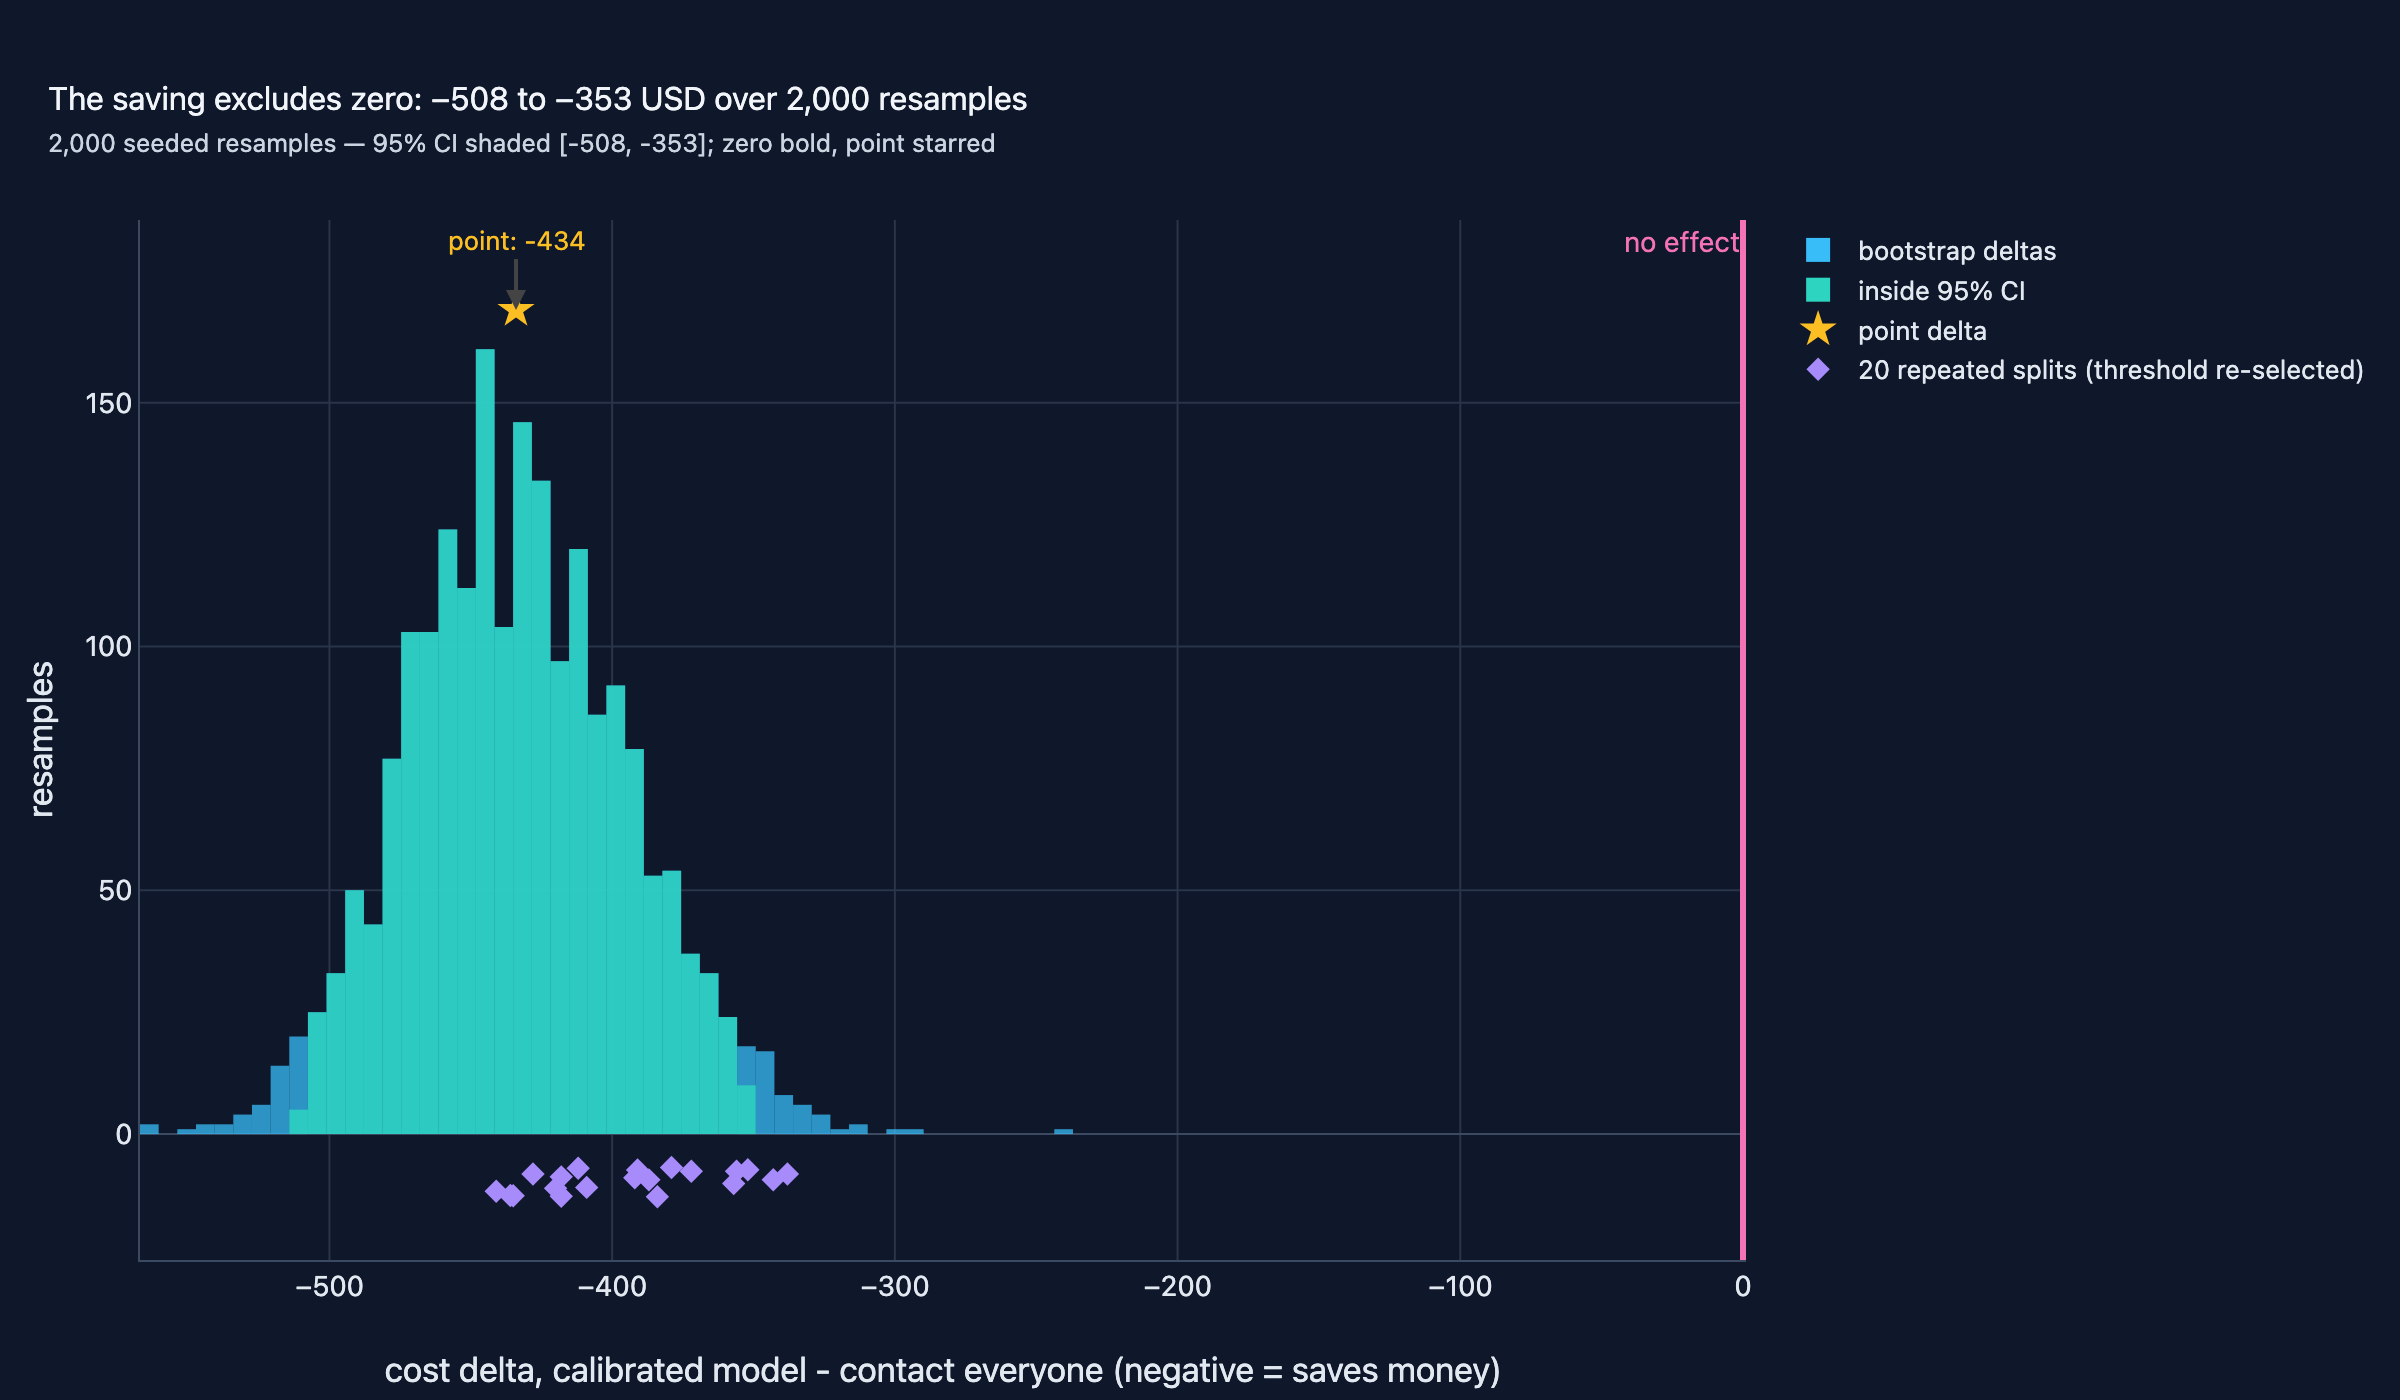 The saving excludes zero: −508 to −353 USD over 2,000 resamples
2,000 seeded resamples — 95% CI shaded [-508, -353]; zero bold, point starred
point: -434
no effect
bootstrap deltas
inside 95% CI
point delta
20 repeated splits (threshold re-selected)
150
100
50
0
resamples
−500
−400
−300
−200
−100
0
cost delta, calibrated model - contact everyone (negative = saves money)